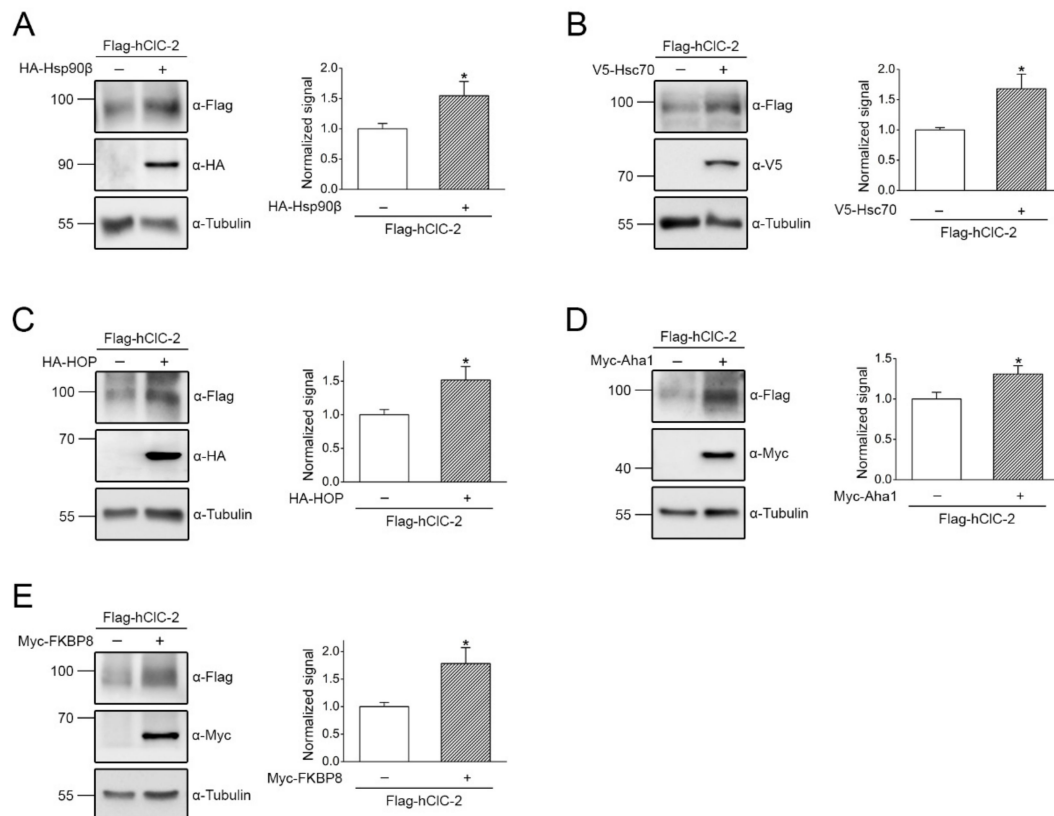 A
Flag-hClC-2
HA-Hsp90β – +
100
α-Flag
90
α-HA
55
α-Tubulin
Normalized signal
2.0
1.5
1.0
0.5
0.0
*
HA-Hsp90β – +
Flag-hClC-2
B
Flag-hClC-2
V5-Hsc70 – +
100
α-Flag
70
α-V5
55
α-Tubulin
Normalized signal
2.0
1.5
1.0
0.5
0.0
*
V5-Hsc70 – +
Flag-hClC-2
C
Flag-hClC-2
HA-HOP – +
100
α-Flag
70
α-HA
55
α-Tubulin
Normalized signal
2.0
1.5
1.0
0.5
0.0
*
HA-HOP – +
Flag-hClC-2
D
Flag-hClC-2
Myc-Aha1 – +
100
α-Flag
40
α-Myc
55
α-Tubulin
Normalized signal
1.5
1.0
0.5
0.0
*
Myc-Aha1 – +
Flag-hClC-2
E
Flag-hClC-2
Myc-FKBP8 – +
100
α-Flag
70
α-Myc
55
α-Tubulin
Normalized signal
2.0
1.5
1.0
0.5
0.0
*
Myc-FKBP8 – +
Flag-hClC-2